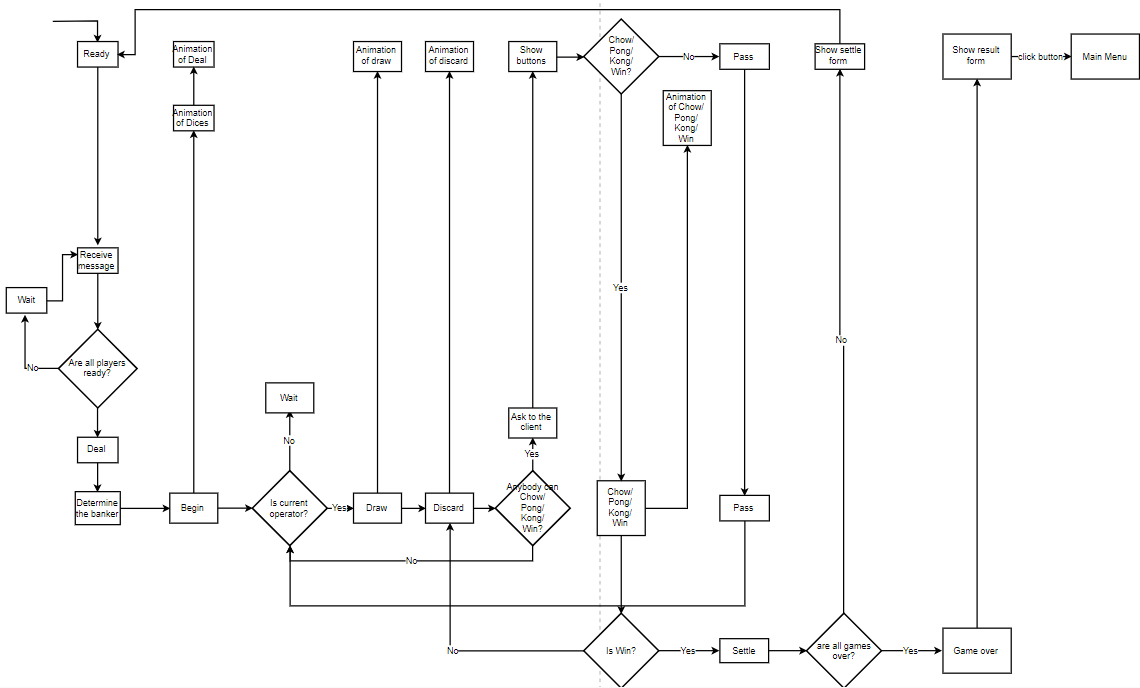 Ready
Animation
of Deal
Animation
of draw
Animation
of discard
Show
buttons
Chow/
Pong/
Kong/
Win?
No
Pass
Show settle
form
Show result
form
click button
Main Menu
Animation
of Dices
Animation
of Chow/
Pong/
Kong/
Win
Receive
message
Wait
Yes
No
Are all players
ready?
No
Wait
Ask to the
client
No
Yes
Deal
Anybody can
Chow/
Pong/
Kong/
Win?
Determine
the banker
Begin
Is current
operator?
Yes
Draw
Discard
Chow/
Pong/
Kong/
Win
Pass
No
No
Is Win?
Yes
Settle
are all games
over?
Yes
Game over